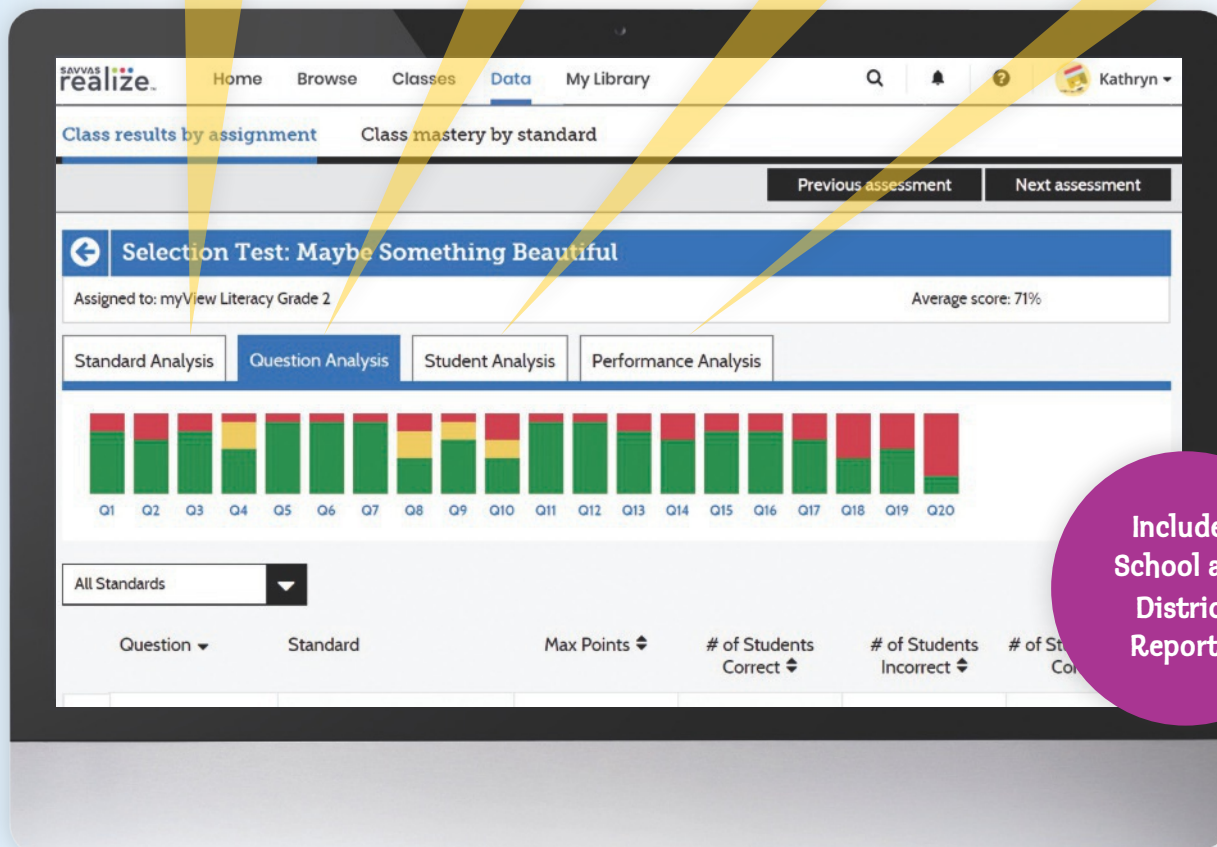 SAVVAS
realize™
Home Browse Classes Data My Library Kathryn
Class results by assignment Class mastery by standard
Previous assessment Next assessment
Selection Test: Maybe Something Beautiful
Assigned to: myView Literacy Grade 2 Average score: 71%
Standard Analysis Question Analysis Student Analysis Performance Analysis
Q1 Q2 Q3 Q4 Q5 Q6 Q7 Q8 Q9 Q10 Q11 Q12 Q13 Q14 Q15 Q16 Q17 Q18 Q19 Q20
All Standards
Question Standard Max Points # of Students # of Students # of
Correct Incorrect
School